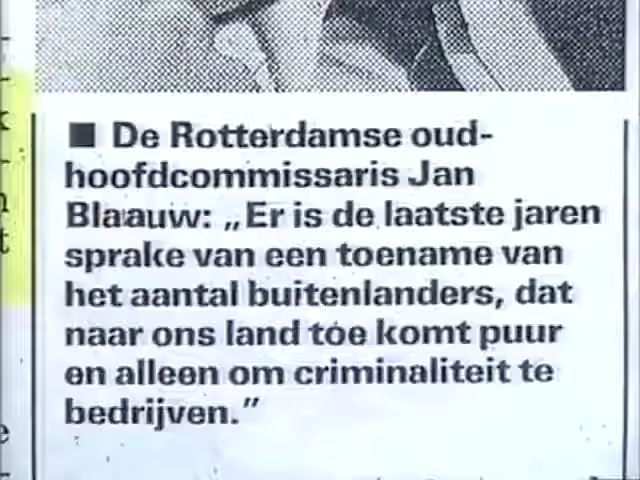 ■ De Rotterdamse oud-
hoofdcommissaris Jan
Blaauw: „Er is de laatste jaren
sprake van een toename van
het aantal buitenlanders, dat
naar ons land toe komt puur
en alleen om criminaliteit te
bedrijven.”